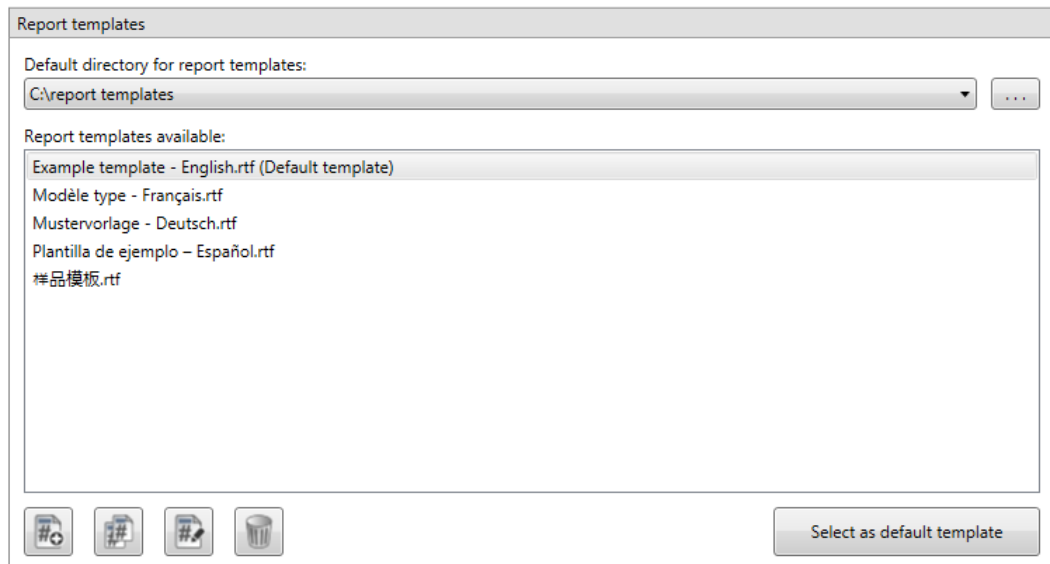 Report templates
Default directory for report templates:
C:\report templates
...
Report templates available:
Example template - English.rtf (Default template)
Modèle type - Français.rtf
Mustervorlage - Deutsch.rtf
Plantilla de ejemplo – Español.rtf
样品模板.rtf
# # #
Select as default template